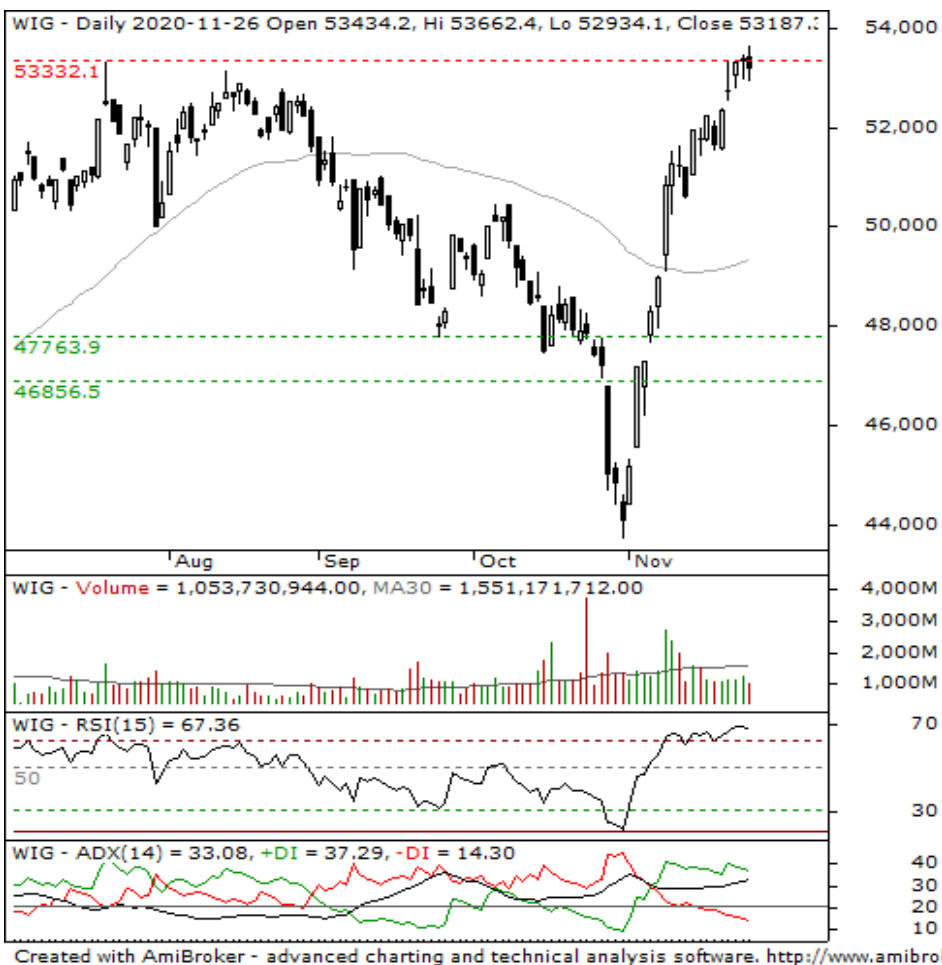 WIG - Daily 2020-11-26 Open 53434.2, Hi 53662.4, Lo 52934.1, Close 53187.
54,000
53332.1
52,000
50,000
48,000
47763.9
46856.5
46,000
44,000
Aug Sep Oct Nov
WIG - Volume = 1,053,730,944.00, MA30 = 1,551,171,712.00
4,000M
3,000M
2,000M
1,000M
WIG - RSI(15) = 67.36
70
50
30
WIG - ADX(14) = 33.08, +DI = 37.29, -DI = 14.30
40
30
20
10
Created with AmiBroker - advanced charting and technical analysis software. http://www.amibro